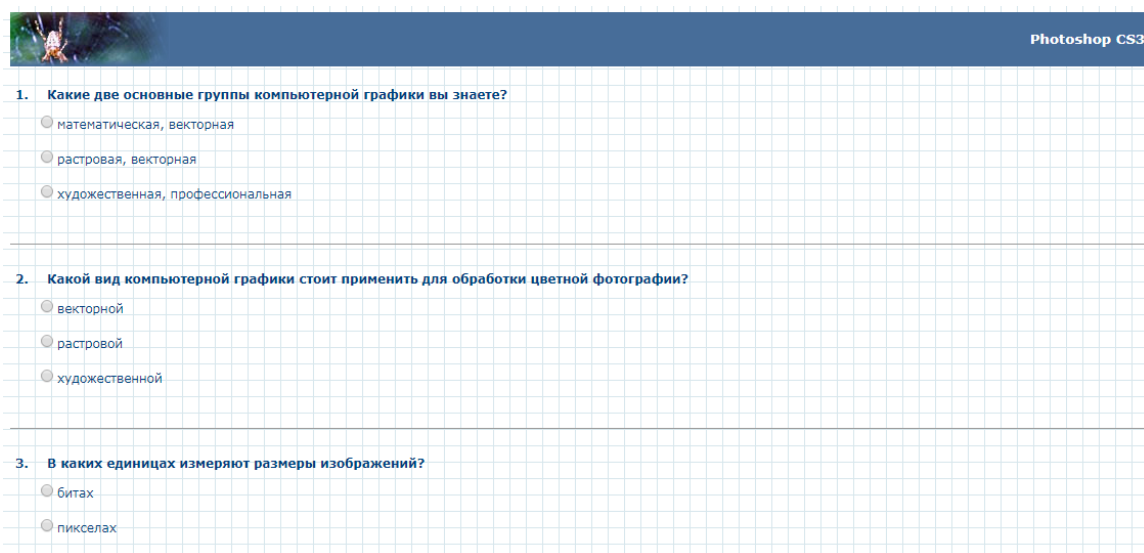 Photoshop CS3
1. Какие две основные группы компьютерной графики вы знаете?
математическая, векторная
растровая, векторная
художественная, профессиональная
2. Какой вид компьютерной графики стоит применить для обработки цветной фотографии?
векторной
растровой
художественной
3. В каких единицах измеряют размеры изображений?
битах
пикселах